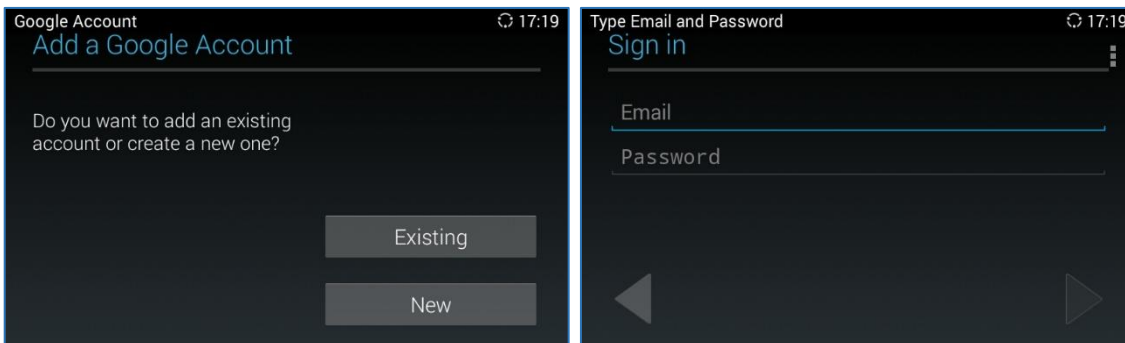 Google Account 17:19
Add a Google Account
Do you want to add an existing
account or create a new one?
Existing
New
Type Email and Password 17:19
Sign in
Email
Password